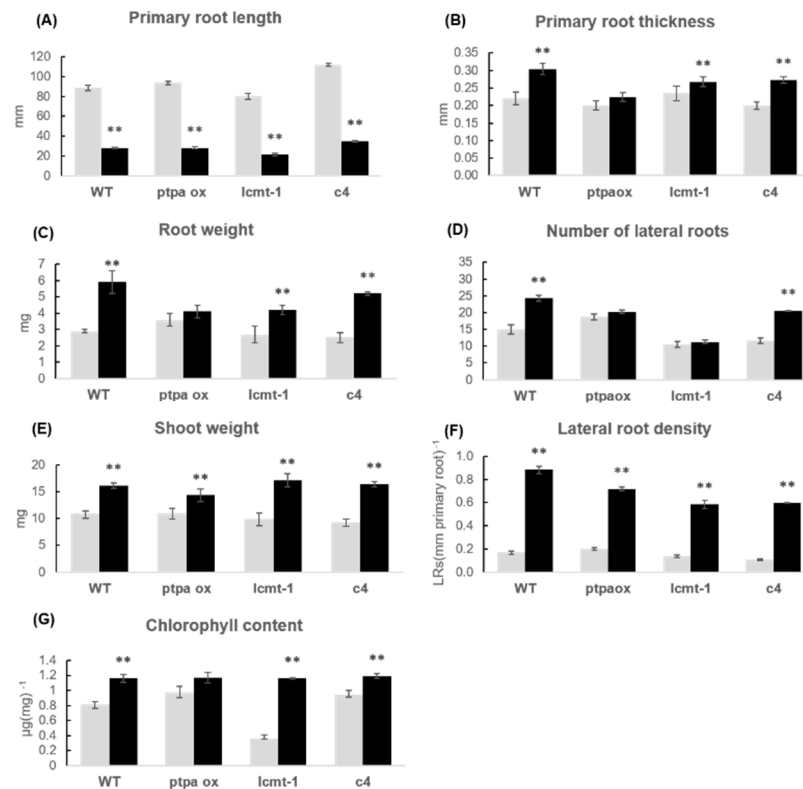 (A) Primary root length
mm
120
100
80
60
40
20
0
** ** ** **
WT ptpa ox lcmt-1 c4
(B) Primary root thickness
mm
0.35
0.30
0.25
0.20
0.15
0.10
0.05
0.00
** ** **
WT ptpaox lcmt-1 c4
(C) Root weight
mg
7
6
5
4
3
2
1
0
** ** **
WT ptpa ox lcmt-1 c4
(D) Number of lateral roots
35
30
25
20
15
10
5
0
** **
WT ptpaox lcmt-1 c4
(E) Shoot weight
mg
20
15
10
5
0
** ** ** **
WT ptpa ox lcmt-1 c4
(F) Lateral root density
LRs(mm primary root)⁻¹
1.0
0.8
0.6
0.4
0.2
0.0
** ** ** **
WT ptpaox lcmt-1 c4
(G) Chlorophyll content
µg(mg) ⁻¹
1.4
1.2
1
0.8
0.6
0.4
0.2
0
** ** **
WT ptpa ox lcmt-1 c4